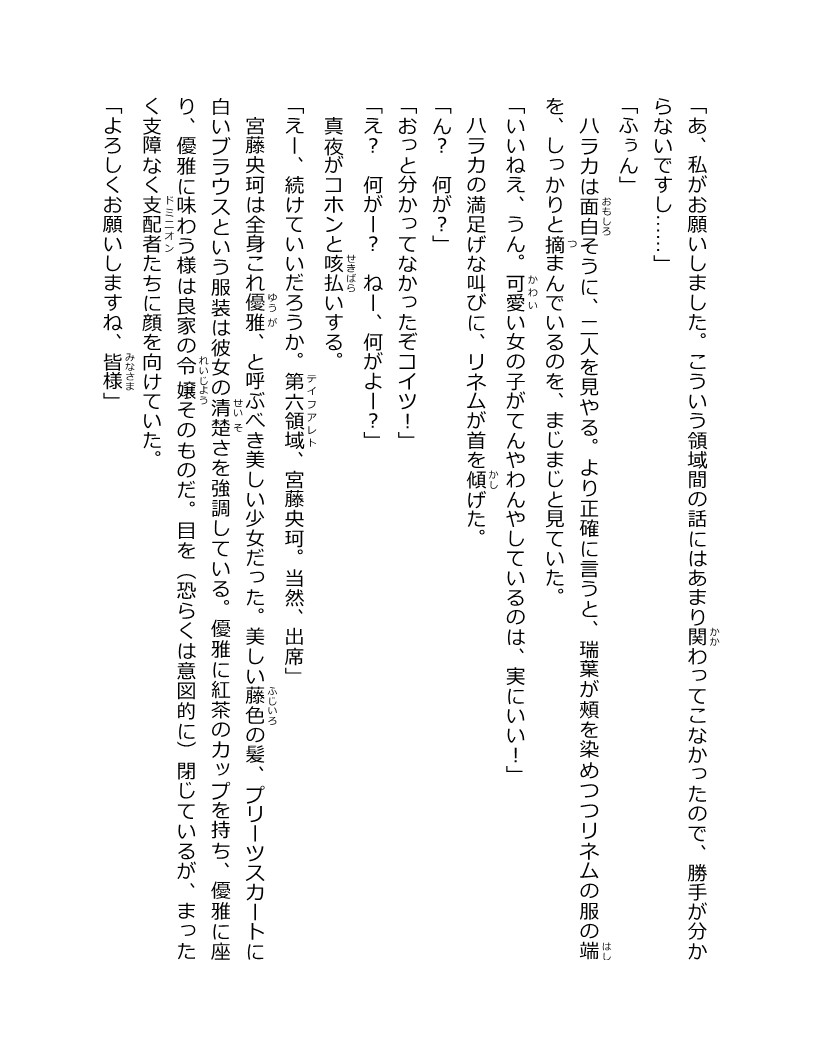 「あ、私がお願いしました。こういう領域間の話にはあまり関わってこなかったので、勝手が分か
らないですし……」
「ふぅん」
ハラカは面白そうに、二人を見やる。より正確に言うと、瑞葉が頰を染めつつリネムの服の端
を、しっかりと摘まんでいるのを、まじまじと見ていた。
「いいねえ、うん。可愛い女の子がてんやわんやしているのは、実にいい！」
ハラカの満足げな叫びに、リネムが首を傾げた。
「ん？　何が？」
「おっと分かってなかったぞコイツ！」
「え？　何がー？　ねー、何がよー？」
真夜がコホンと咳払いする。
「えー、続けていいだろうか。第六領域、宮藤央珂。当然、出席」
宮藤央珂は全身これ優雅、と呼ぶべき美しい少女だった。美しい藤色の髪、プリーツスカートに
白いブラウスという服装は彼女の清楚さを強調している。優雅に紅茶のカップを持ち、優雅に座
り、優雅に味わう様は良家の令嬢そのものだ。目を（恐らくは意図的に）閉じているが、まった
く支障なく支配者たちに顔を向けていた。
「よろしくお願いしますね、皆様」